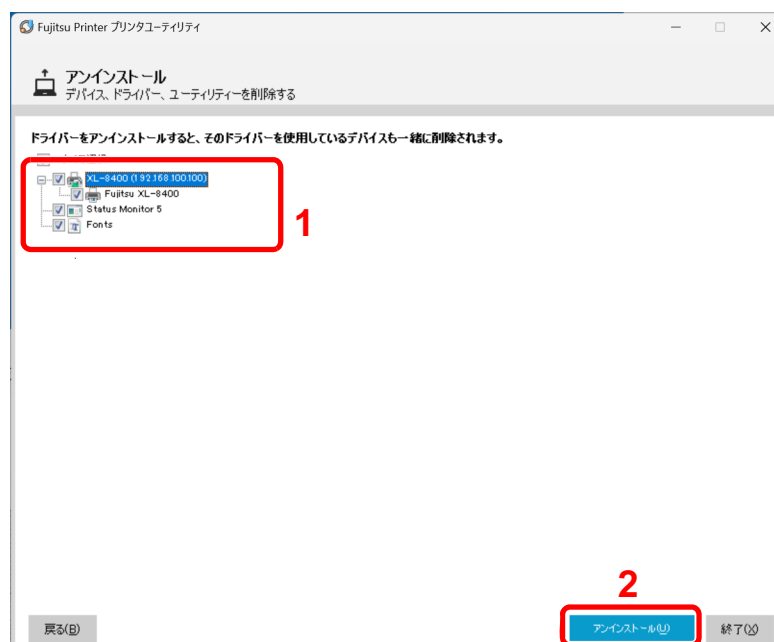 Fujitsu Printer プリンタユーティリティ
アンインストール
デバイス、ドライバー、ユーティリティーを削除する
ドライバーをアンインストールすると、そのドライバーを使用しているデバイスも一緒に削除されます。
XL-8400 (192.168.100.100)
Fujitsu XL-8400
Status Monitor 5
Fonts
1
2
戻る(B)
アンインストール(U)
終了(X)